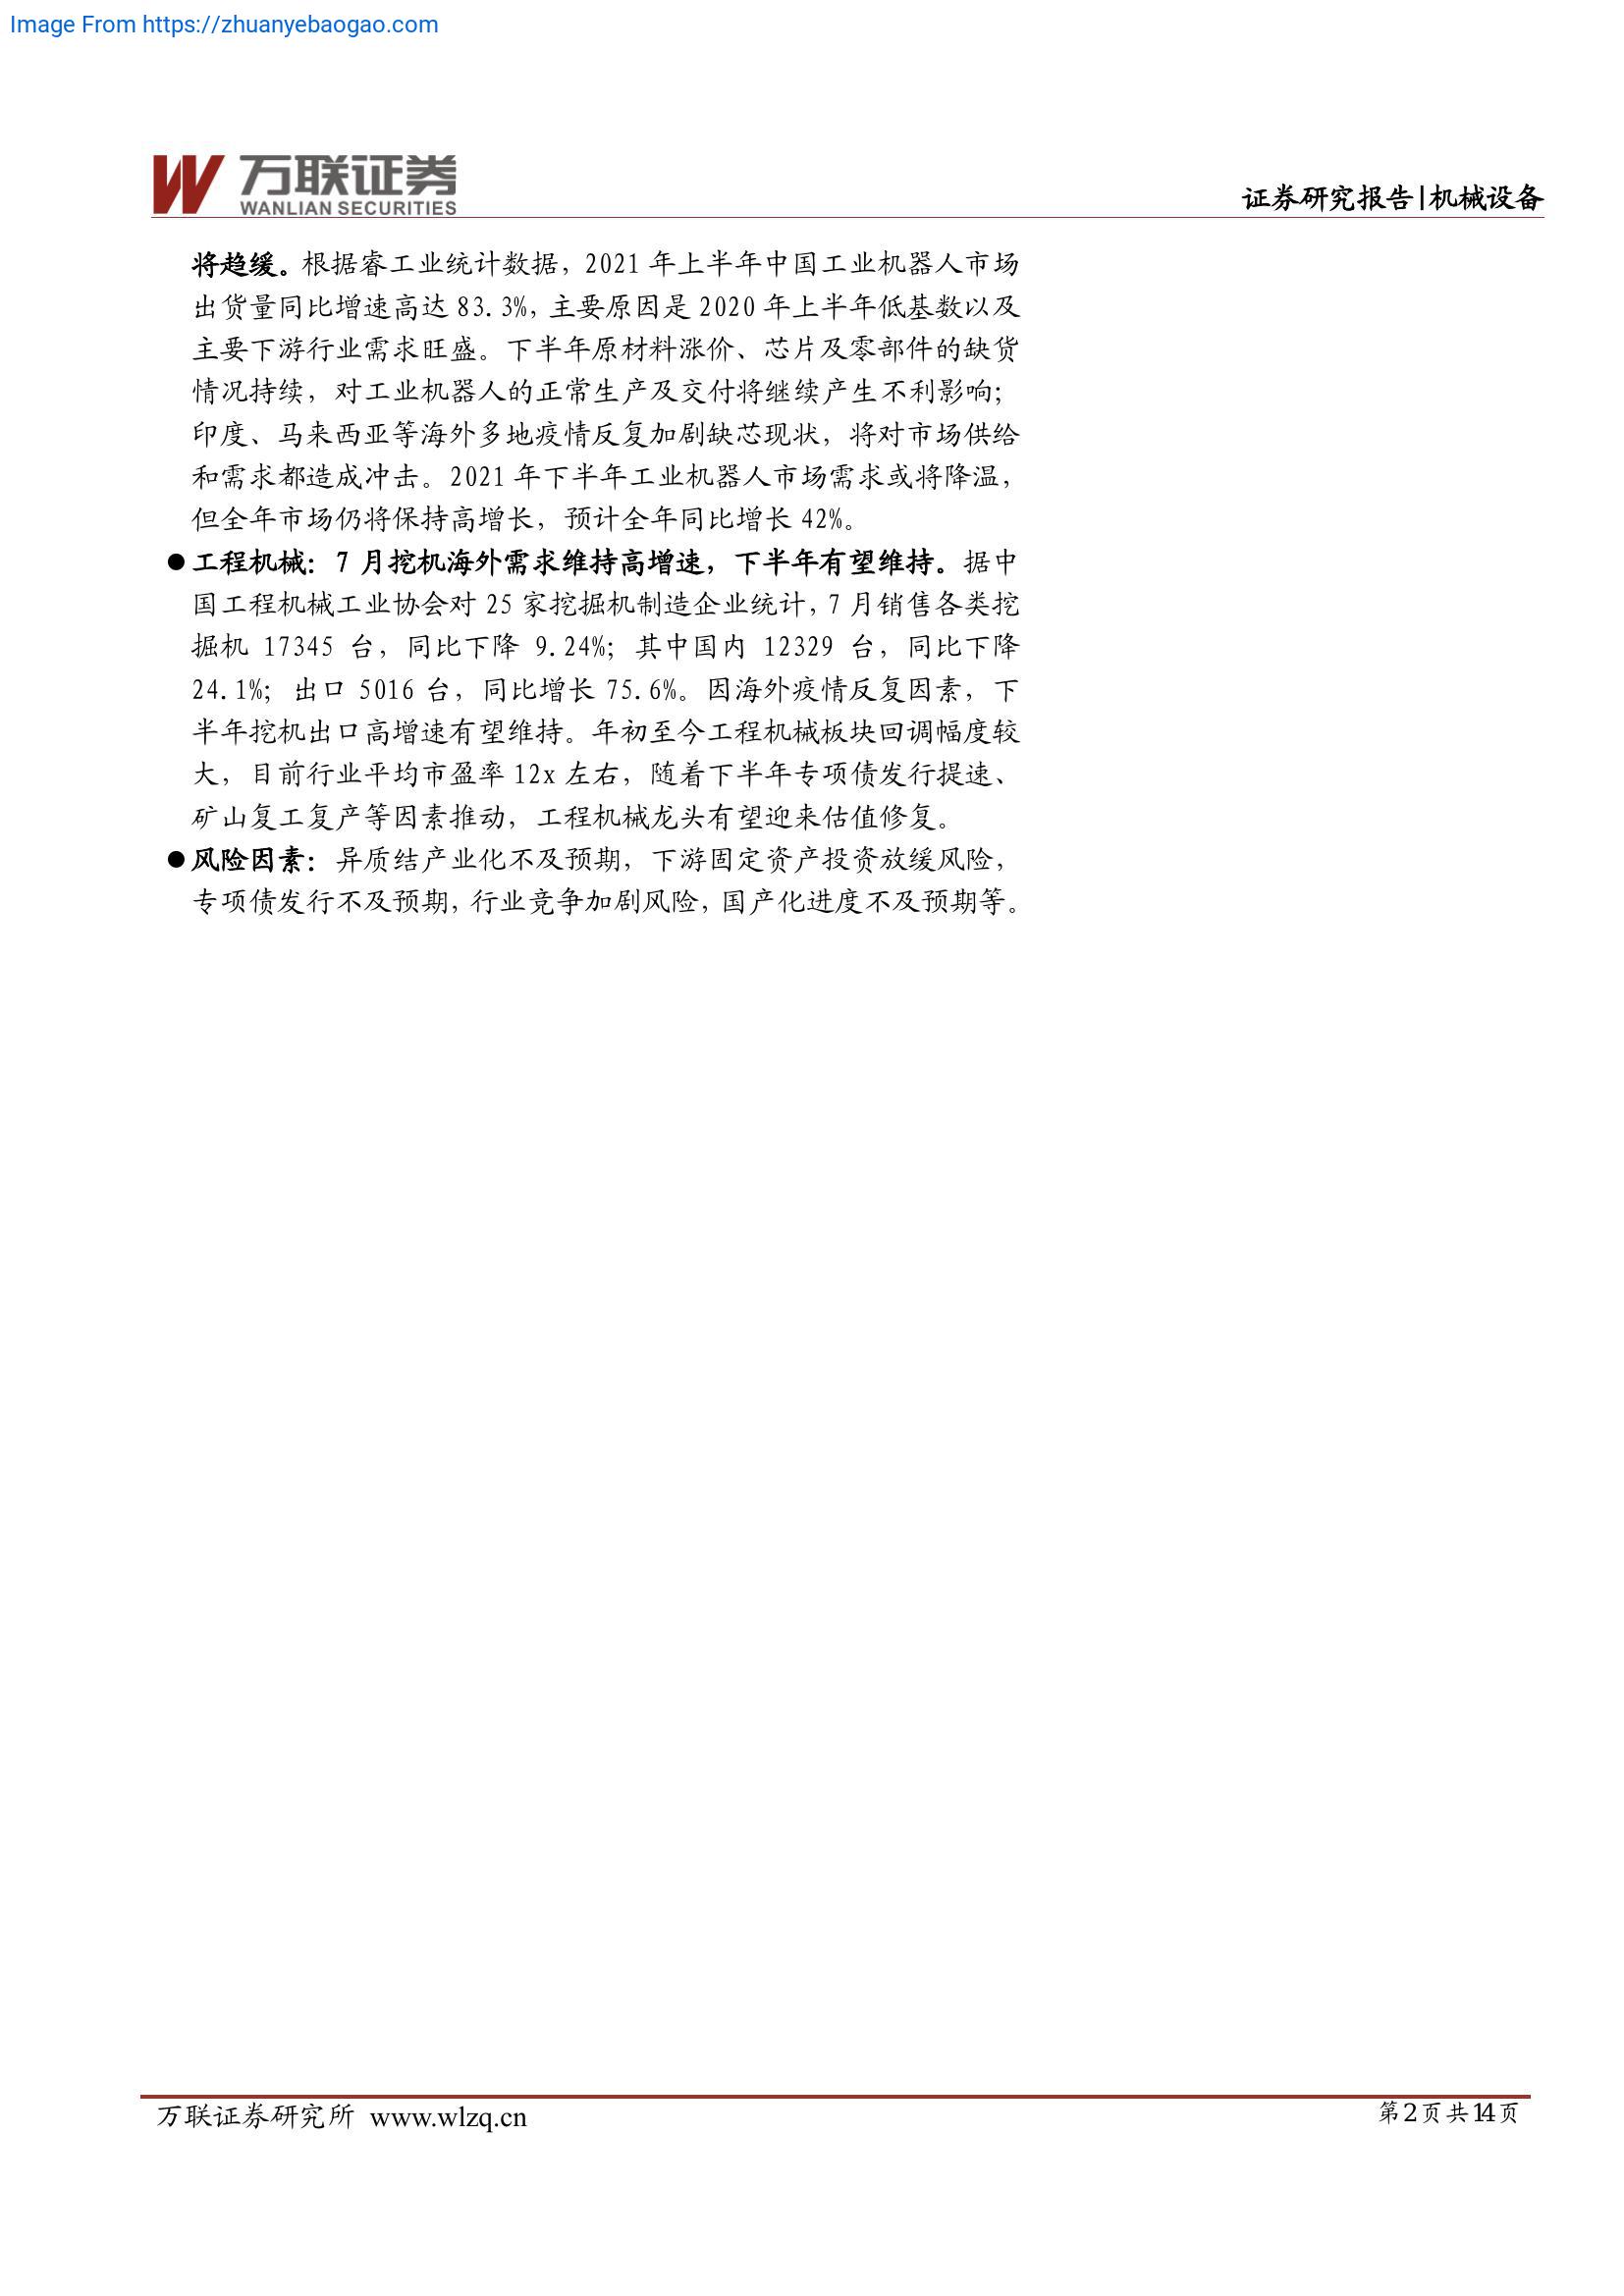 Image From https://zhuanyebaogao.com
万联证券
WANLIAN SECURITIES
证券研究报告|机械设备
将趋缓。根据睿工业统计数据，2021 年上半年中国工业机器人市场
出货量同比增速高达 83.3%，主要原因是 2020 年上半年低基数以及
主要下游行业需求旺盛。下半年原材料涨价、芯片及零部件的缺货
情况持续，对工业机器人的正常生产及交付将继续产生不利影响；
印度、马来西亚等海外多地疫情反复加剧缺芯现状，将对市场供给
和需求都造成冲击。2021 年下半年工业机器人市场需求或将降温，
但全年市场仍将保持高增长，预计全年同比增长 42%。
● 工程机械：7 月挖机海外需求维持高增速，下半年有望维持。据中
国工程机械工业协会对 25 家挖掘机制造企业统计，7 月销售各类挖
掘机 17345 台，同比下降 9.24%；其中国内 12329 台，同比下降
24.1%；出口 5016 台，同比增长 75.6%。因海外疫情反复因素，下
半年挖机出口高增速有望维持。年初至今工程机械板块回调幅度较
大，目前行业平均市盈率 12x 左右，随着下半年专项债发行提速、
矿山复工复产等因素推动，工程机械龙头有望迎来估值修复。
● 风险因素：异质结产业化不及预期，下游固定资产投资放缓风险，
专项债发行不及预期，行业竞争加剧风险，国产化进度不及预期等。
万联证券研究所 www.wlzq.cn
第 2 页 共 14 页